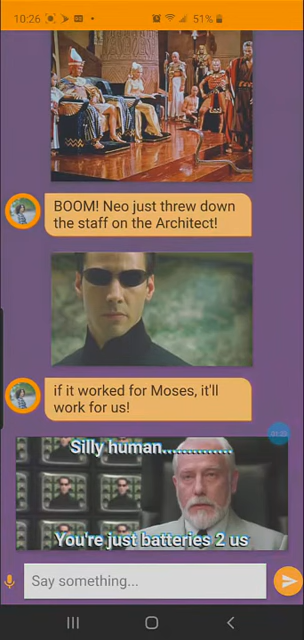 10:26
51%
BOOM! Neo just threw down
the staff on the Architect!
if it worked for Moses, it'll
work for us!
Silly human..............
You're just batteries 2 us
Say something...